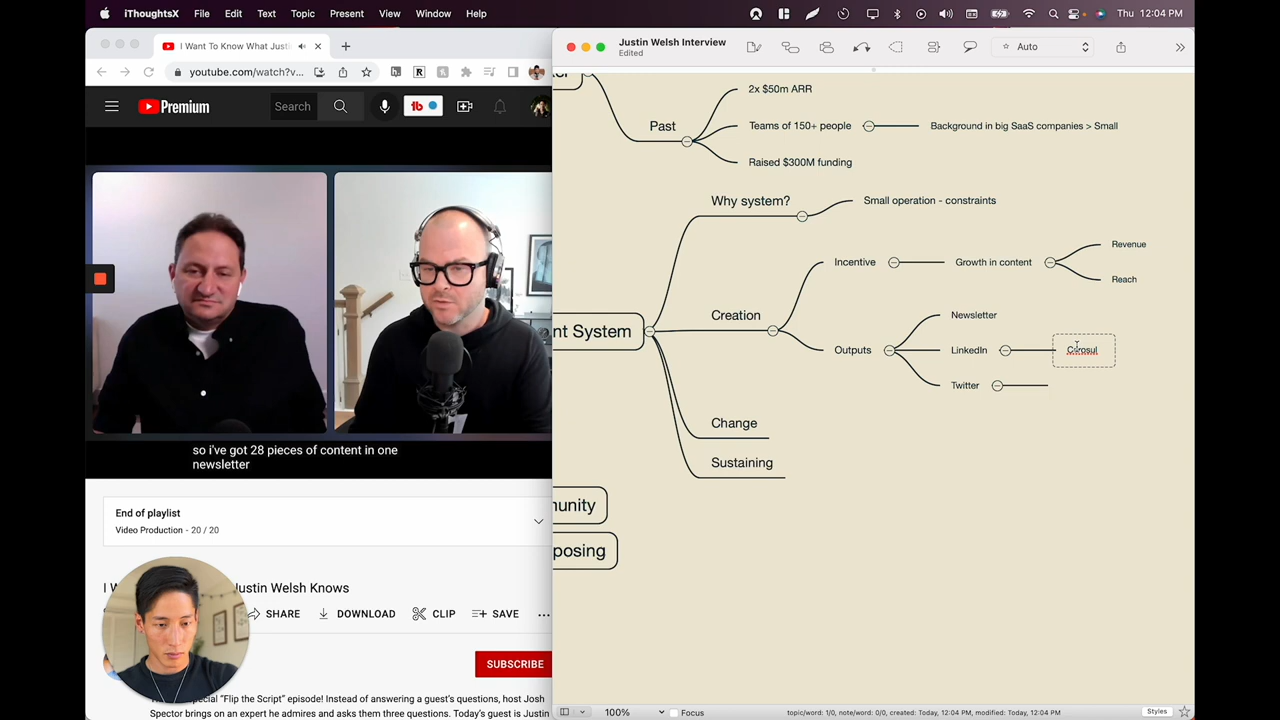 iThoughtsX File Edit Text Topic Present View Window Help
Thu 12:04 PM
I Want To Know What Justin
youtube.com/watch?v...
Premium
Search
so i've got 28 pieces of content in one
newsletter
End of playlist
Video Production - 20 / 20
Justin Welsh Knows
SHARE DOWNLOAD CLIP SAVE ...
SUBSCRIBE
special “Flip the Script” episode! Instead of answering a guest's questions, host Josh
Spector brings on an expert he admires and asks them three questions. Today's guest is Justin
Justin Welsh Interview
Edited
Auto
Past
2x $50m ARR
Teams of 150+ people
Background in big SaaS companies > Small
Raised $300M funding
Why system?
Small operation - constraints
Incentive
Growth in content
Revenue
Reach
nt System
Creation
Outputs
Newsletter
LinkedIn
Carosul
Twitter
Change
Sustaining
munity
posing
100%
Focus
topic/word: 1/0, note/word: 0/0, created: Today, 12:04 PM, modified: Today, 12:04 PM
Styles